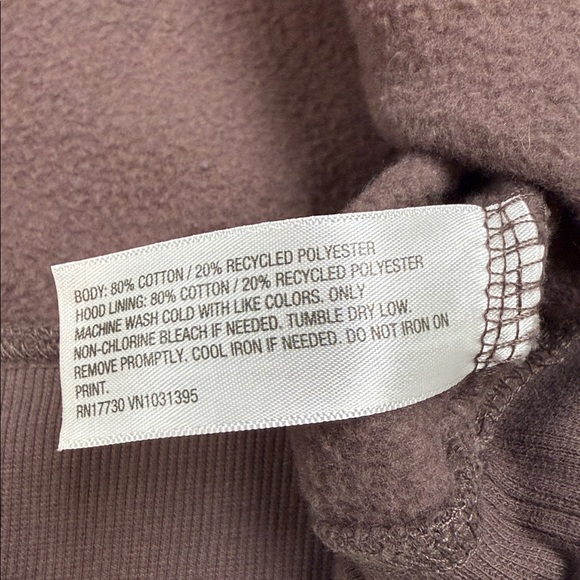 BODY: 80% COTTON / 20% RECYCLED POLYESTER
HOOD LINING: 80% COTTON / 20% RECYCLED POLYESTER
MACHINE WASH COLD WITH LIKE COLORS. ONLY
NON-CHLORINE BLEACH IF NEEDED. TUMBLE DRY LOW.
REMOVE PROMPTLY. COOL IRON IF NEEDED. DO NOT IRON ON
PRINT.
RN17730 VN1031395